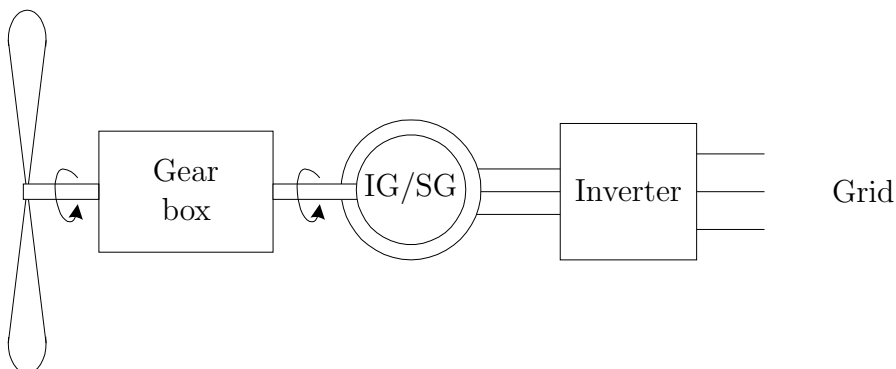 Gear
box
IG/SG
Inverter
Grid